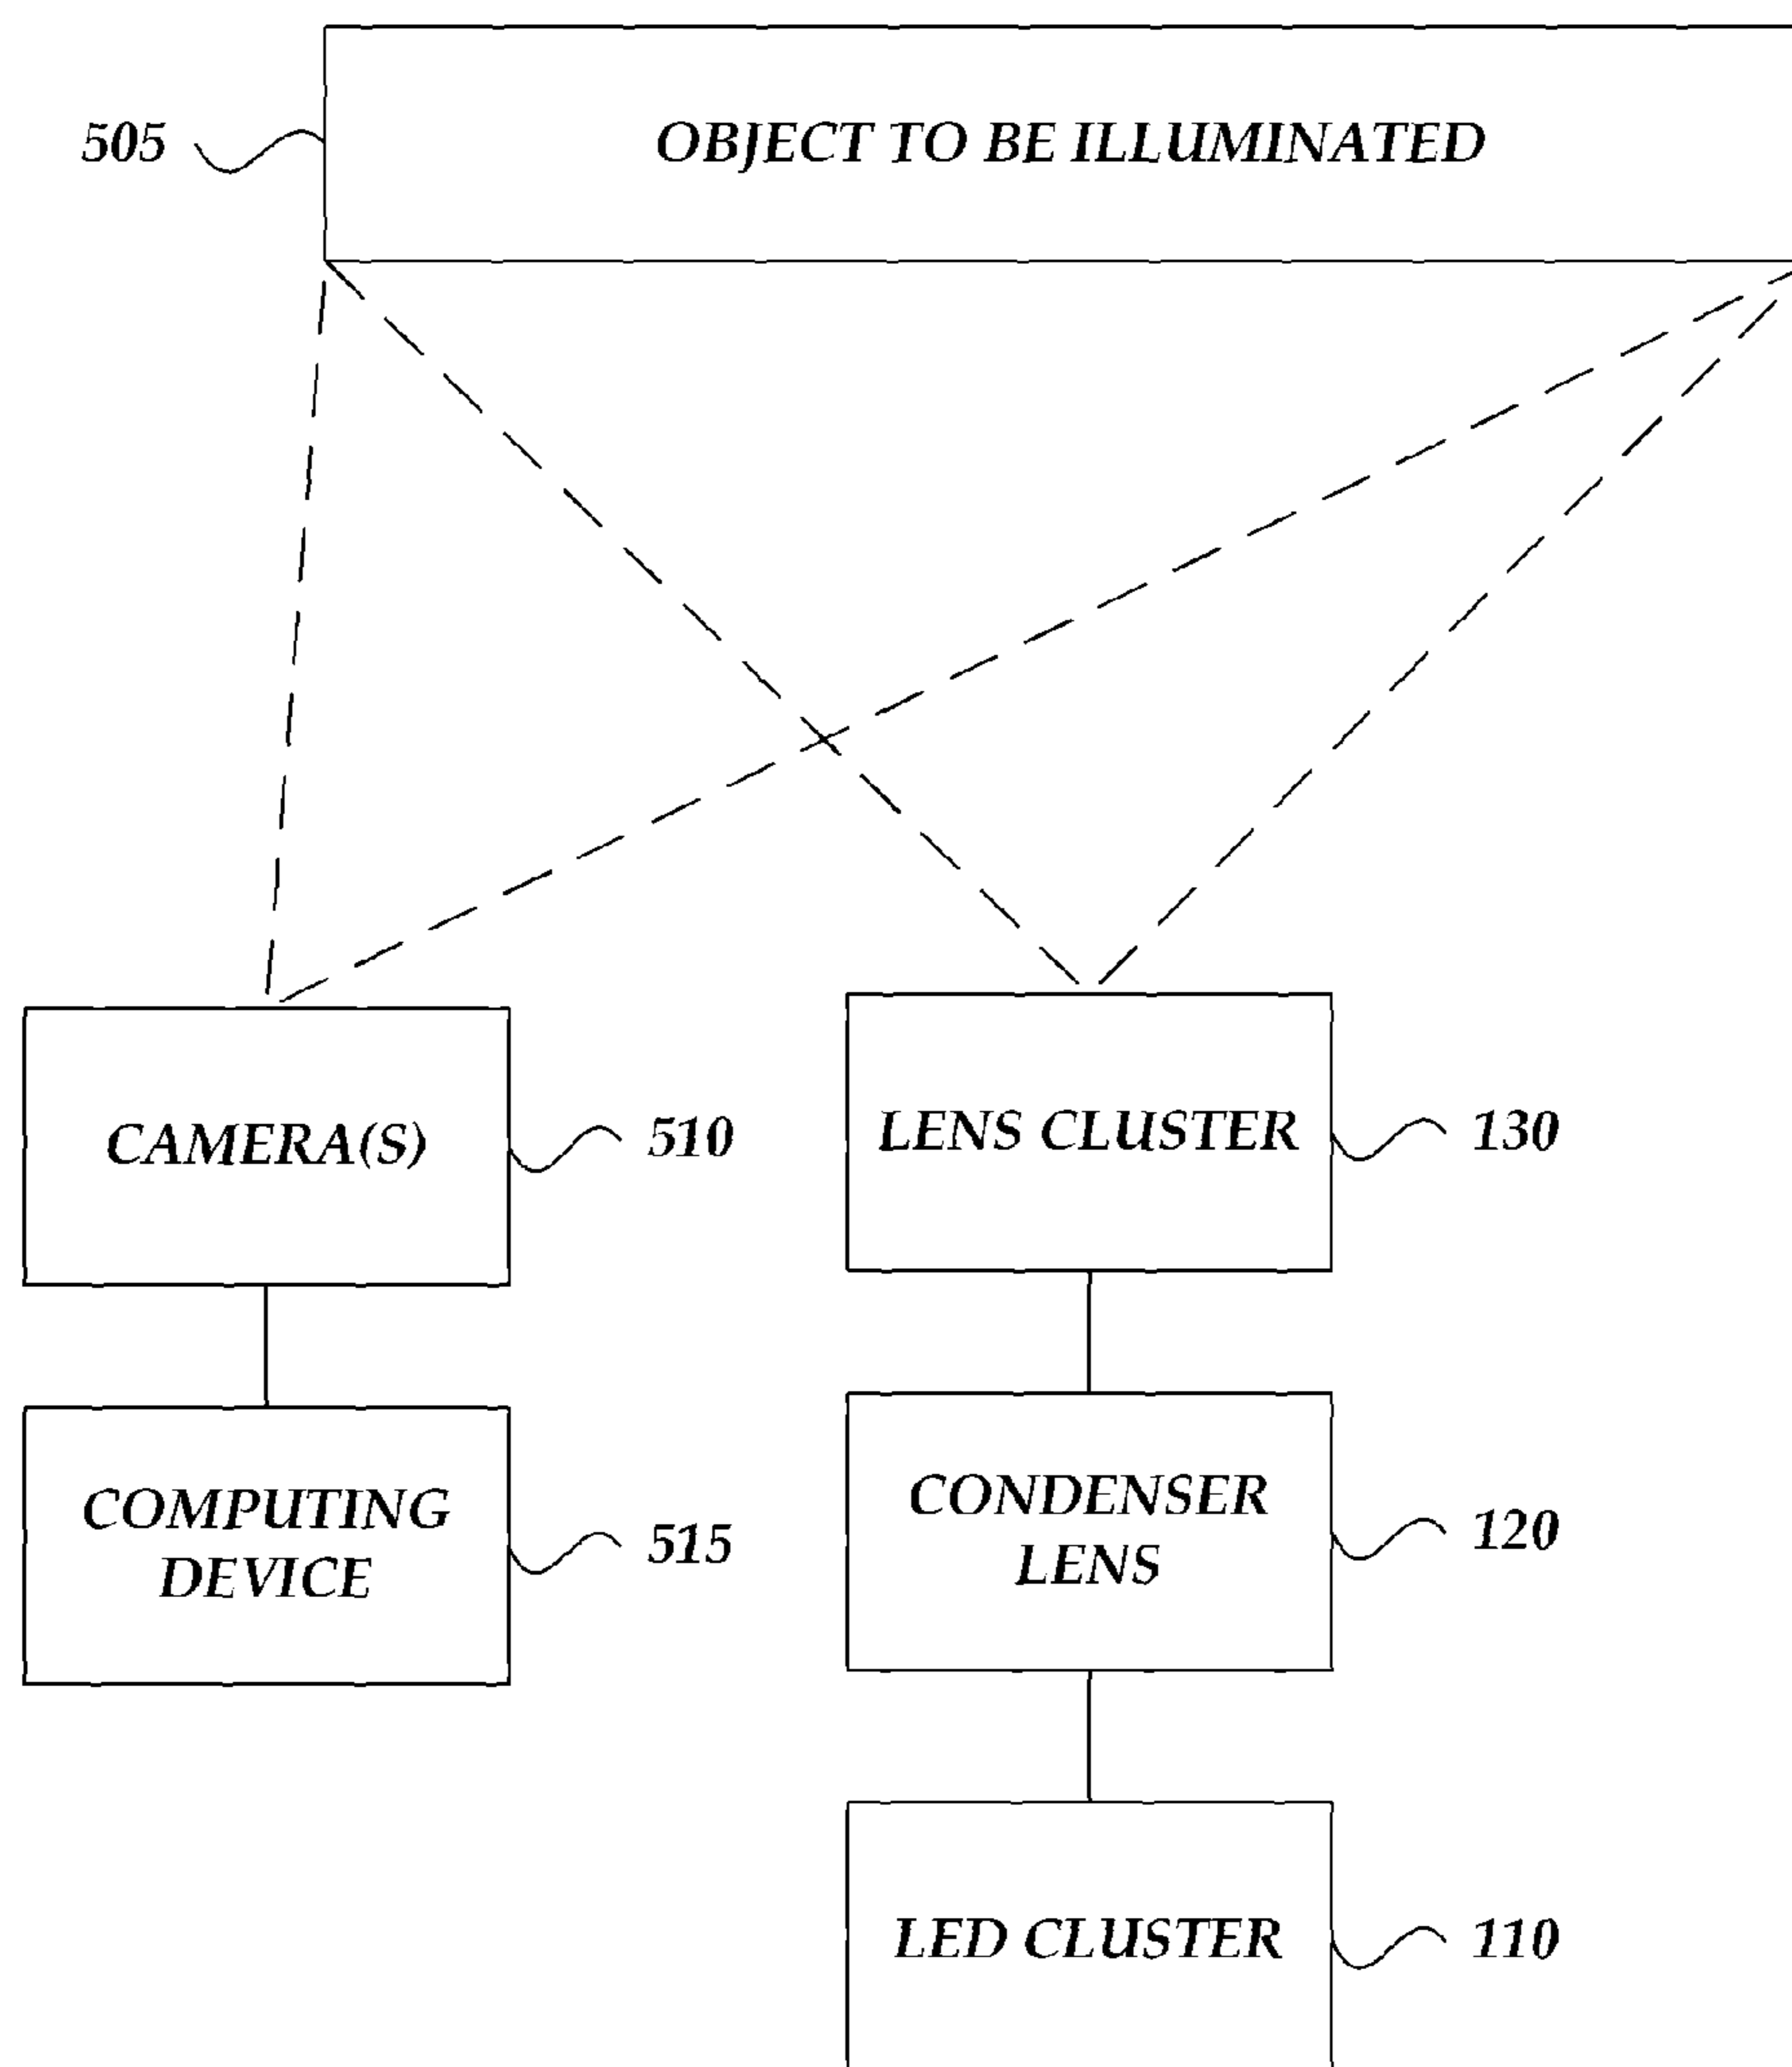 505
OBJECT TO BE ILLUMINATED
CAMERA(S)
510
LENS CLUSTER
130
COMPUTING
DEVICE
515
CONDENSER
LENS
120
LED CLUSTER
110